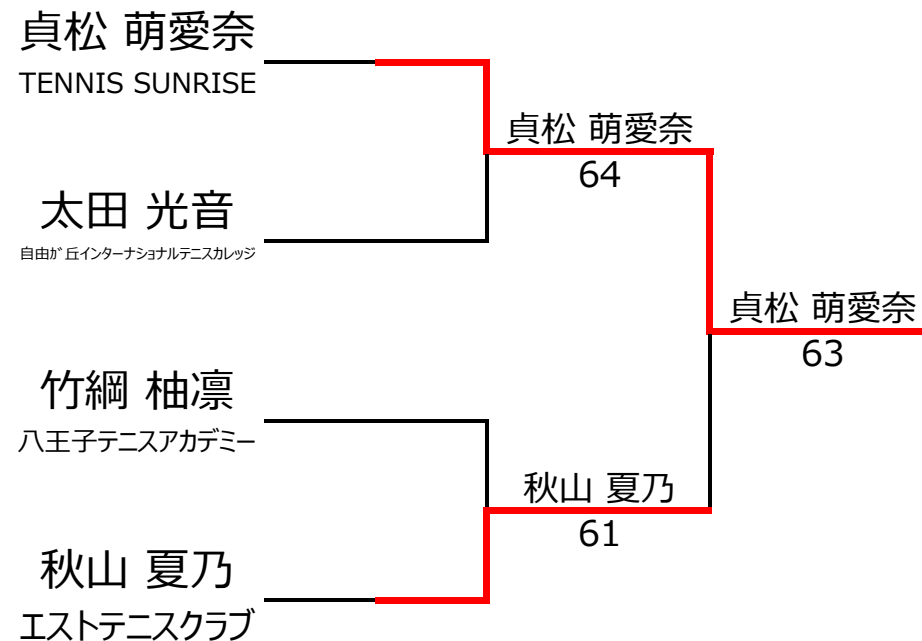 貞松 萌愛奈
TENNIS SUNRISE
貞松 萌愛奈
64
太田 光音
自由が丘インターナショナルテニスカレッジ
貞松 萌愛奈
63
竹綱 柚凛
八王子テニスアカデミー
秋山 夏乃
61
秋山 夏乃
エストテニスクラブ